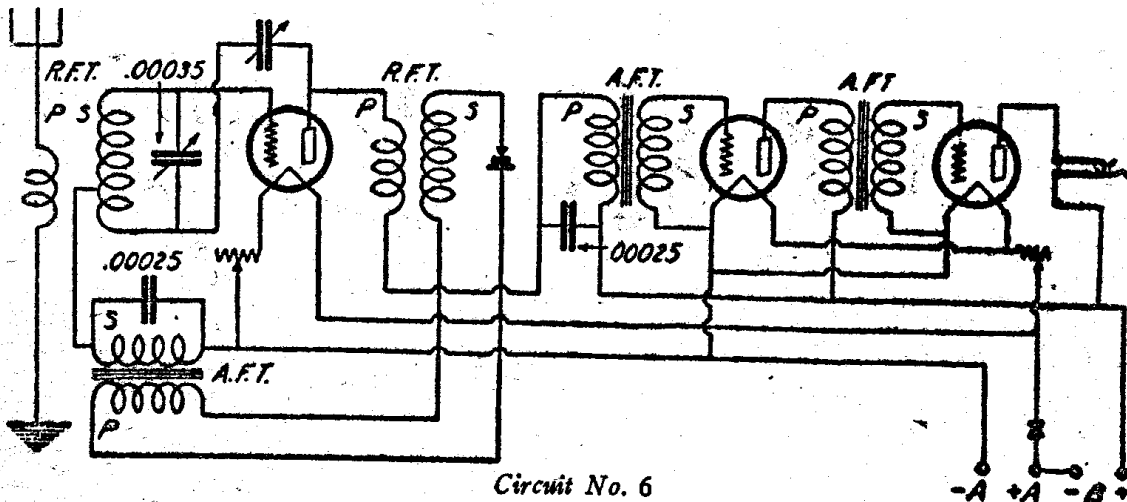 R.F.T. .00035 R.F.T. A.F.T. A.F.T
P S P S P S P S
.00025 00025
S
A.F.T.
P
Circuit No. 6
-A +A -B +